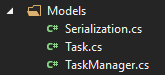 Models
C# Serialization.cs
C# Task.cs
C# TaskManager.cs